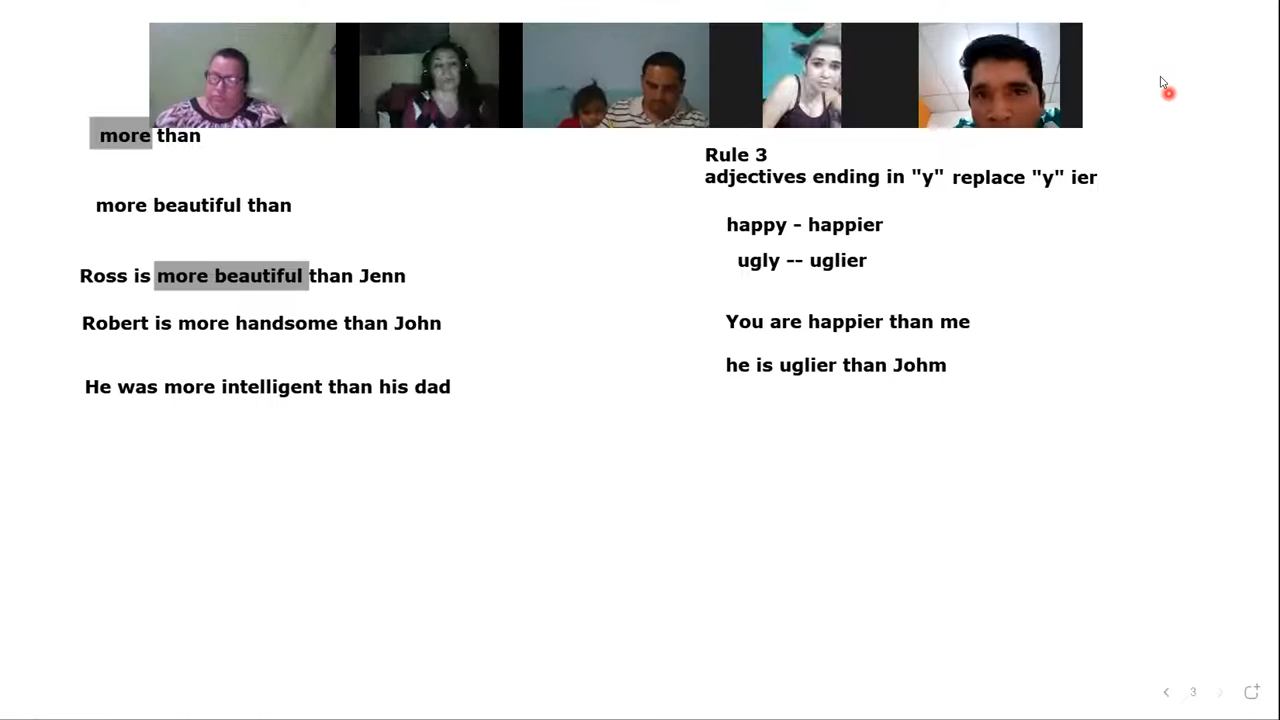 more than
more beautiful than
Ross is more beautiful than Jenn
Robert is more handsome than John
He was more intelligent than his dad
Rule 3
adjectives ending in "y" replace "y" ier
happy - happier
ugly -- uglier
You are happier than me
he is uglier than Johm
3